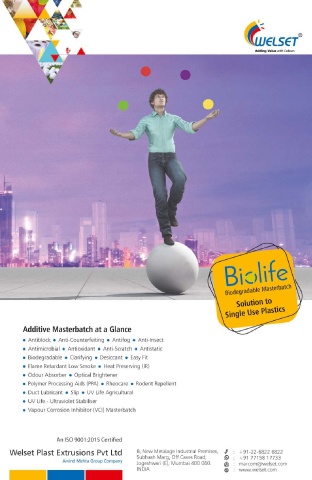 WELSET®
Adding Value with Culture
Biolife
Biodegradable Masterbatch
Solution to
Single Use Plastics
Additive Masterbatch at a Glance
• Antiblock • Anti-Counterfeiting • Antifog • Anti-Insect
• Antimicrobial • Antioxidant • Anti-Scratch • Antistatic
• Biodegradable • Clarifying • Desiccant • Easy Fit
• Flame Retardant Low Smoke • Heat Preserving (IR)
• Odour Absorber • Optical Brightener
• Polymer Processing Aids (PPA) • Rodent Repellent
• Duct Lubricant • Slip • UV Life Agricultural
• UV Life - Ultraviolet Stabiliser
• Vapour Corrosion Inhibitor (VCI) Masterbatch
An ISO 9001:2015 Certified
Welset Plast Extrusions Pvt Ltd
Arvind Mehta Group Company
8, New Metalage Industrial Premises,
Subhash Marg, Off Caves Road,
Jogeshwari (E), Mumbai 400 060.
INDIA
: +91-22-6822 6822
: +91 77158 17733
: marcom@welset.com
: www.welset.com